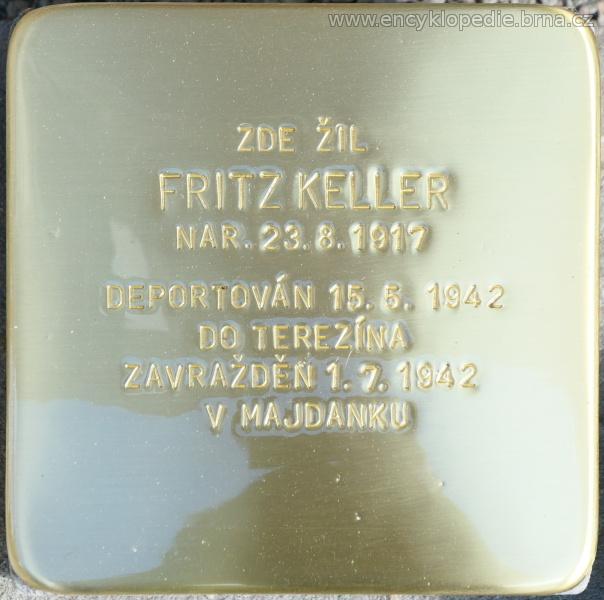 www.encyklopedie.brna.cz
ZDE ŽIL
FRITZ KELLER
NAR. 23. 8. 1917
DEPORTOVÁN 15. 5. 1942
DO TEREZÍNA
ZAVRAŽDĚN 1. 7. 1942
V MAJDANKU